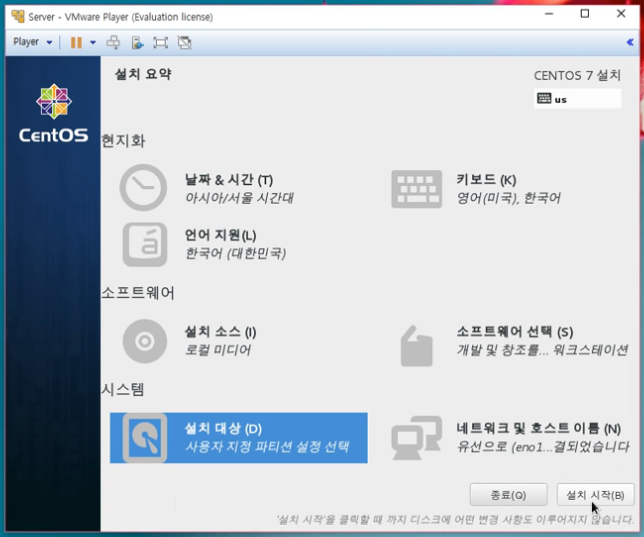 Server - VMware Player (Evaluation license)
Player
설치 요약
CENTOS 7 설치
us
CentOS
현지화
날짜 & 시간 (T)
아시아/서울 시간대
키보드 (K)
영어(미국), 한국어
언어 지원(L)
한국어 (대한민국)
소프트웨어
설치 소스 (I)
로컬 미디어
소프트웨어 선택 (S)
개발 및 창조를... 워크스테이션
시스템
설치 대상 (D)
사용자 지정 파티션 설정 선택
네트워크 및 호스트 이름 (N)
유선으로 (eno1...결되었습니다
종료(Q)
설치 시작(B)
'설치 시작'을 클릭할 때 까지 디스크에 어떤 변경 사항도 이루어지지 않습니다.